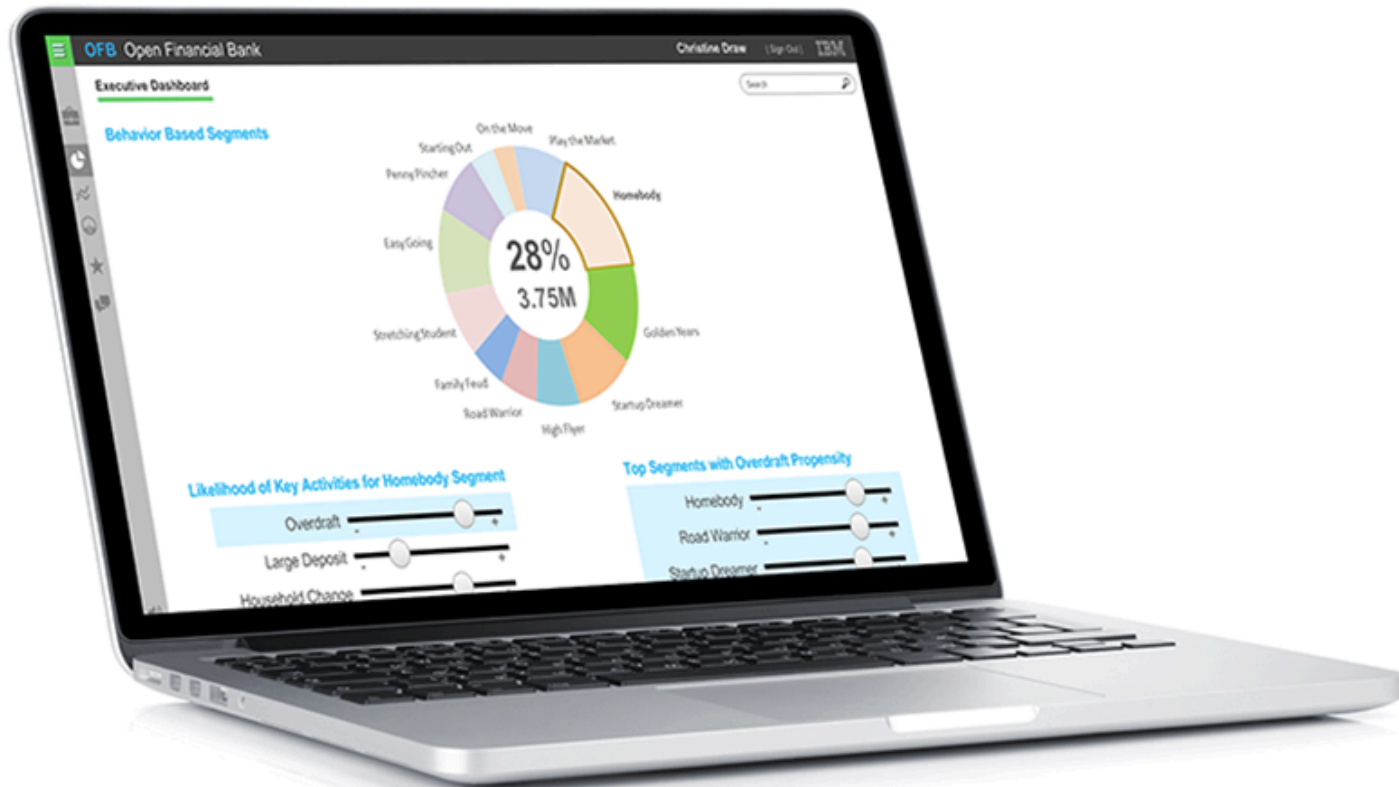 OFB Open Financial Bank
Christine Draw
[Sign Out]
IBM
Executive Dashboard
Search
Behavior Based Segments
On the Move
Play the Market
Starting Out
Penny Pincher
Homebody
Easy Going
28%
3.75M
Stretching Student
Golden Years
Family Feud
Startup Dreamer
Road Warrior
High Flyer
Likelihood of Key Activities for Homebody Segment
Overdraft
- +
Large Deposit
- +
Household Change
Top Segments with Overdraft Propensity
Homebody
- +
Road Warrior
- +
Startup Dreamer